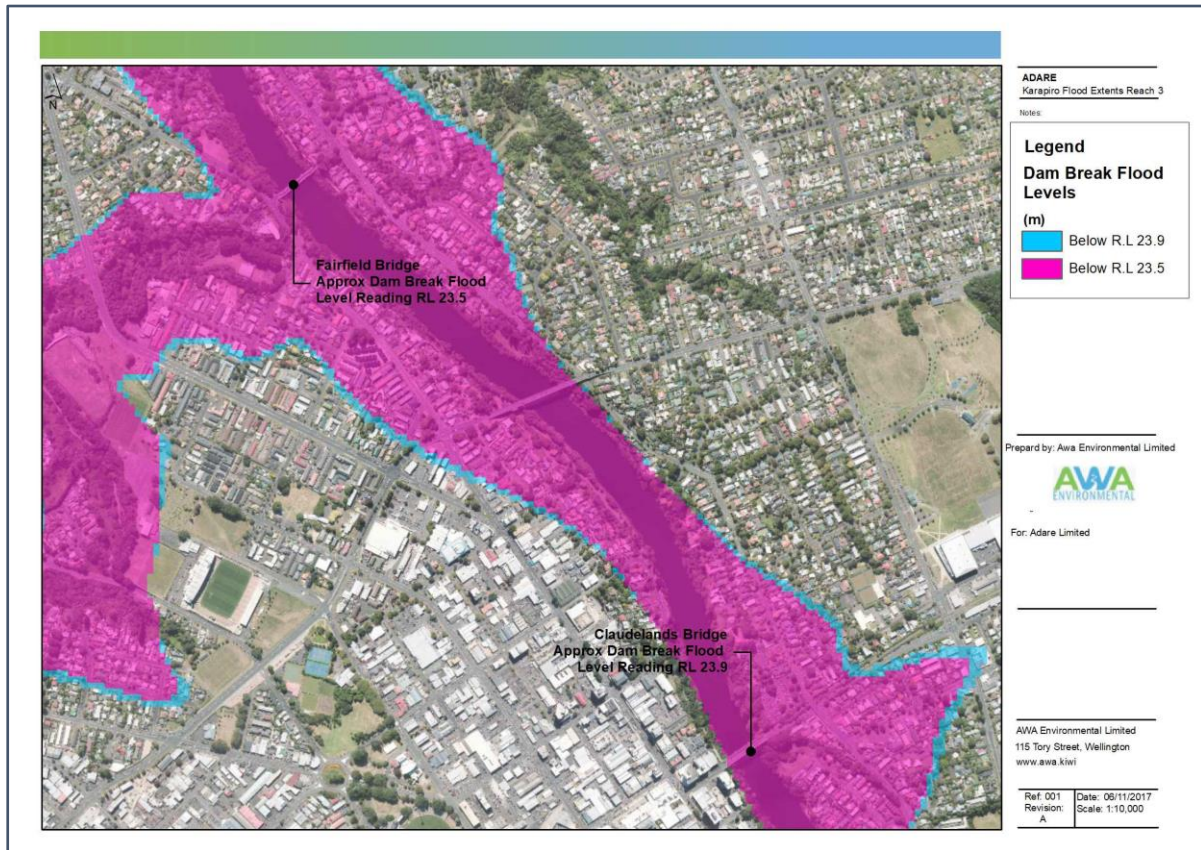 N
Fairfield Bridge
Approx Dam Break Flood
Level Reading RL 23.5
Claudelands Bridge
Approx Dam Break Flood
Level Reading RL 23.9
ADARE
Karapiro Flood Extents Reach 3
Notes:
Legend
Dam Break Flood
Levels
(m)
Below R.L 23.9
Below R.L 23.5
Prepard by: Awa Environmental Limited
AWA
ENVIRONMENTAL
-
For: Adare Limited
AWA Environmental Limited
115 Tory Street, Wellington
www.awa.kiwi
Ref: 001
Revision:
A
Date: 06/11/2017
Scale: 1:10,000